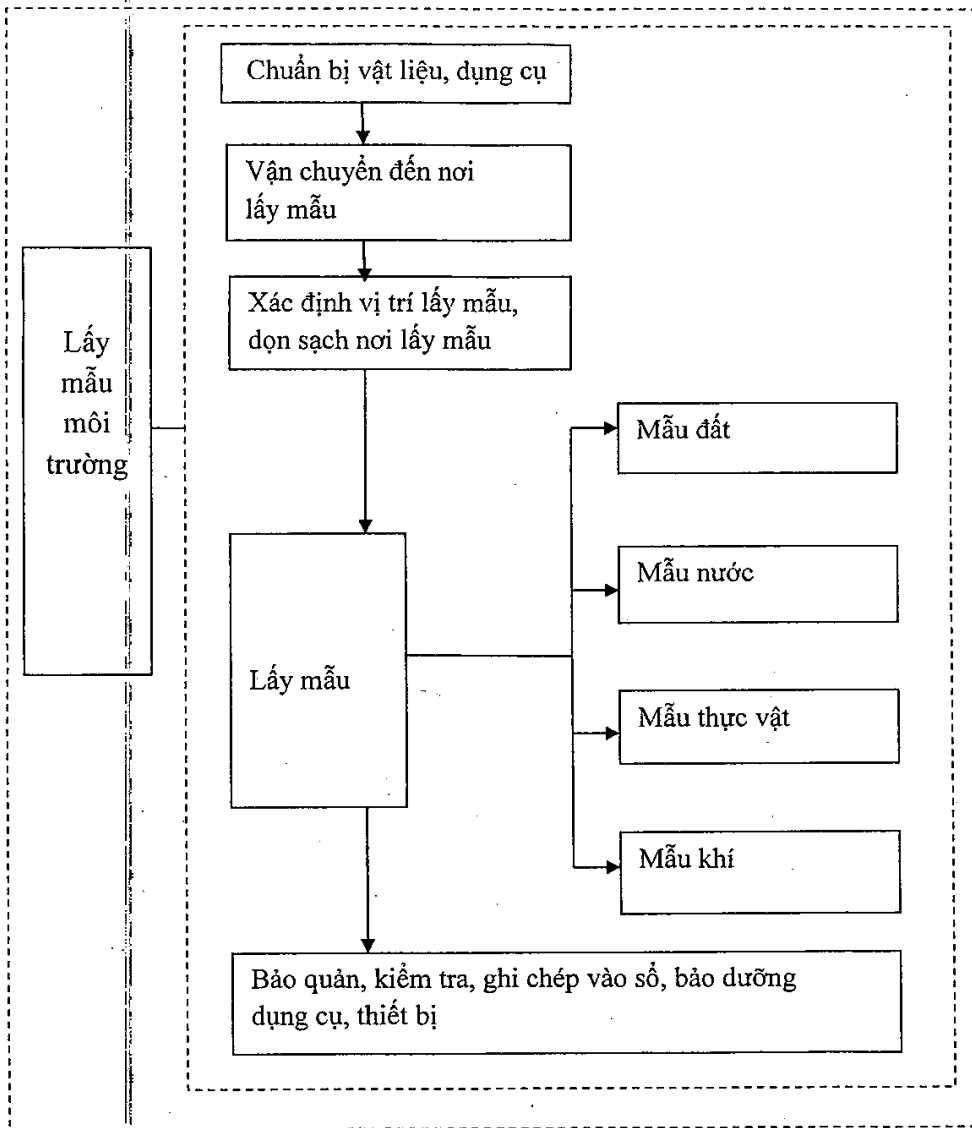 Chuẩn bị vật liệu, dụng cụ
Vận chuyển đến nơi
lấy mẫu
Xác định vị trí lấy mẫu,
dọn sạch nơi lấy mẫu
Lấy
mẫu
môi
trường
Mẫu đất
Mẫu nước
Lấy mẫu
Mẫu thực vật
Mẫu khí
Bảo quản, kiểm tra, ghi chép vào sổ, bảo dưỡng
dụng cụ, thiết bị